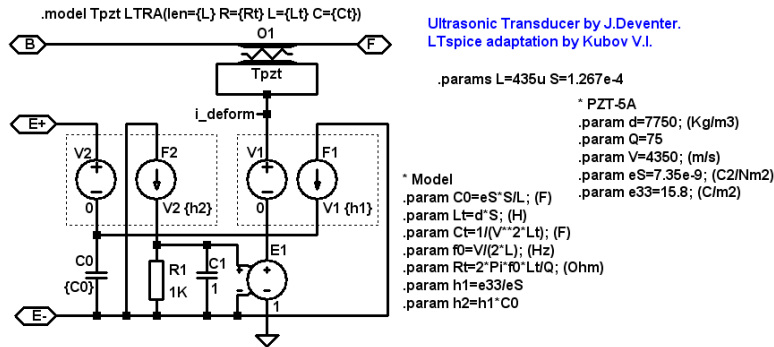 .model Tpzt LTRA(len={L} R={Rt} L={Lt} C={Ct})
O1
B
F
Tpzt
Ultrasonic Transducer by J.Deventer.
LTspice adaptation by Kubov V.I.
.params L=435u S=1.267e-4
* PZT-5A
.param d=7750; (Kg/m3)
.param Q=75
.param V=4350; (m/s)
.param eS=7.35e-9; (C2/Nm2)
.param e33=15.8; (C/m2)
i_deform
E+
V2
F2
V1
F1
0
V2 {h2}
0
V1 {h1}
* Model
.param C0=eS*S/L; (F)
.param Lt=d*S; (H)
.param Ct=1/(V**2*Lt); (F)
.param f0=V/(2*L); (Hz)
.param Rt=2*Pi*f0*Lt/Q; (Ohm)
.param h1=e33/eS
.param h2=h1*C0
C0
{C0}
R1
1K
C1
1
E1
1
E-